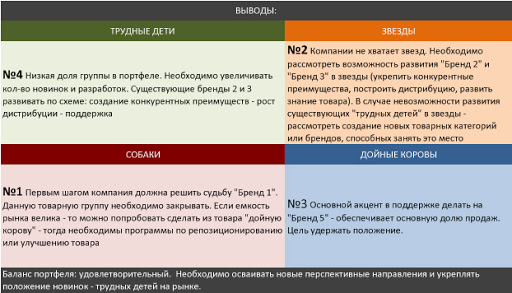 ВЫВОДЫ:
ТРУДНЫЕ ДЕТИ
ЗВЕЗДЫ
№4 Низкая доля группы в портфеле. Необходимо увеличивать
кол-во новинок и разработок. Существующие бренды 2 и 3
развивать по схеме: создание конкурентных преимуществ - рост
дистрибуции - поддержка
№2 Компании не хватает звезд. Необходимо
рассмотреть возможность развития "Бренд 2" и
"Бренд 3" в звезды (укрепить конкурентные
преимущества, построить дистрибуцию, развить
знание товара). В случае невозможности развития
существующих "трудных детей" в звезды -
рассмотреть создание новых товарных категорий
или брендов, способных занять это место
СОБАКИ
ДОЙНЫЕ КОРОВЫ
№1 Первым шагом компания должна решить судьбу "Бренд 1".
Данную товарную группу необходимо закрывать. Если емкость
рынка велика - то можно попробовать сделать из товара "дойную
корову" - тогда необходимы программы по репозиционированию
или улучшению товара
№3 Основной акцент в поддержке делать на
"Бренд 5" - обеспечивает основную долю продаж.
Цель удержать положение.
Баланс портфеля: удовлетворительный. Необходимо осваивать новые перспективные направления и укреплять
положение новинок - трудных детей на рынке.